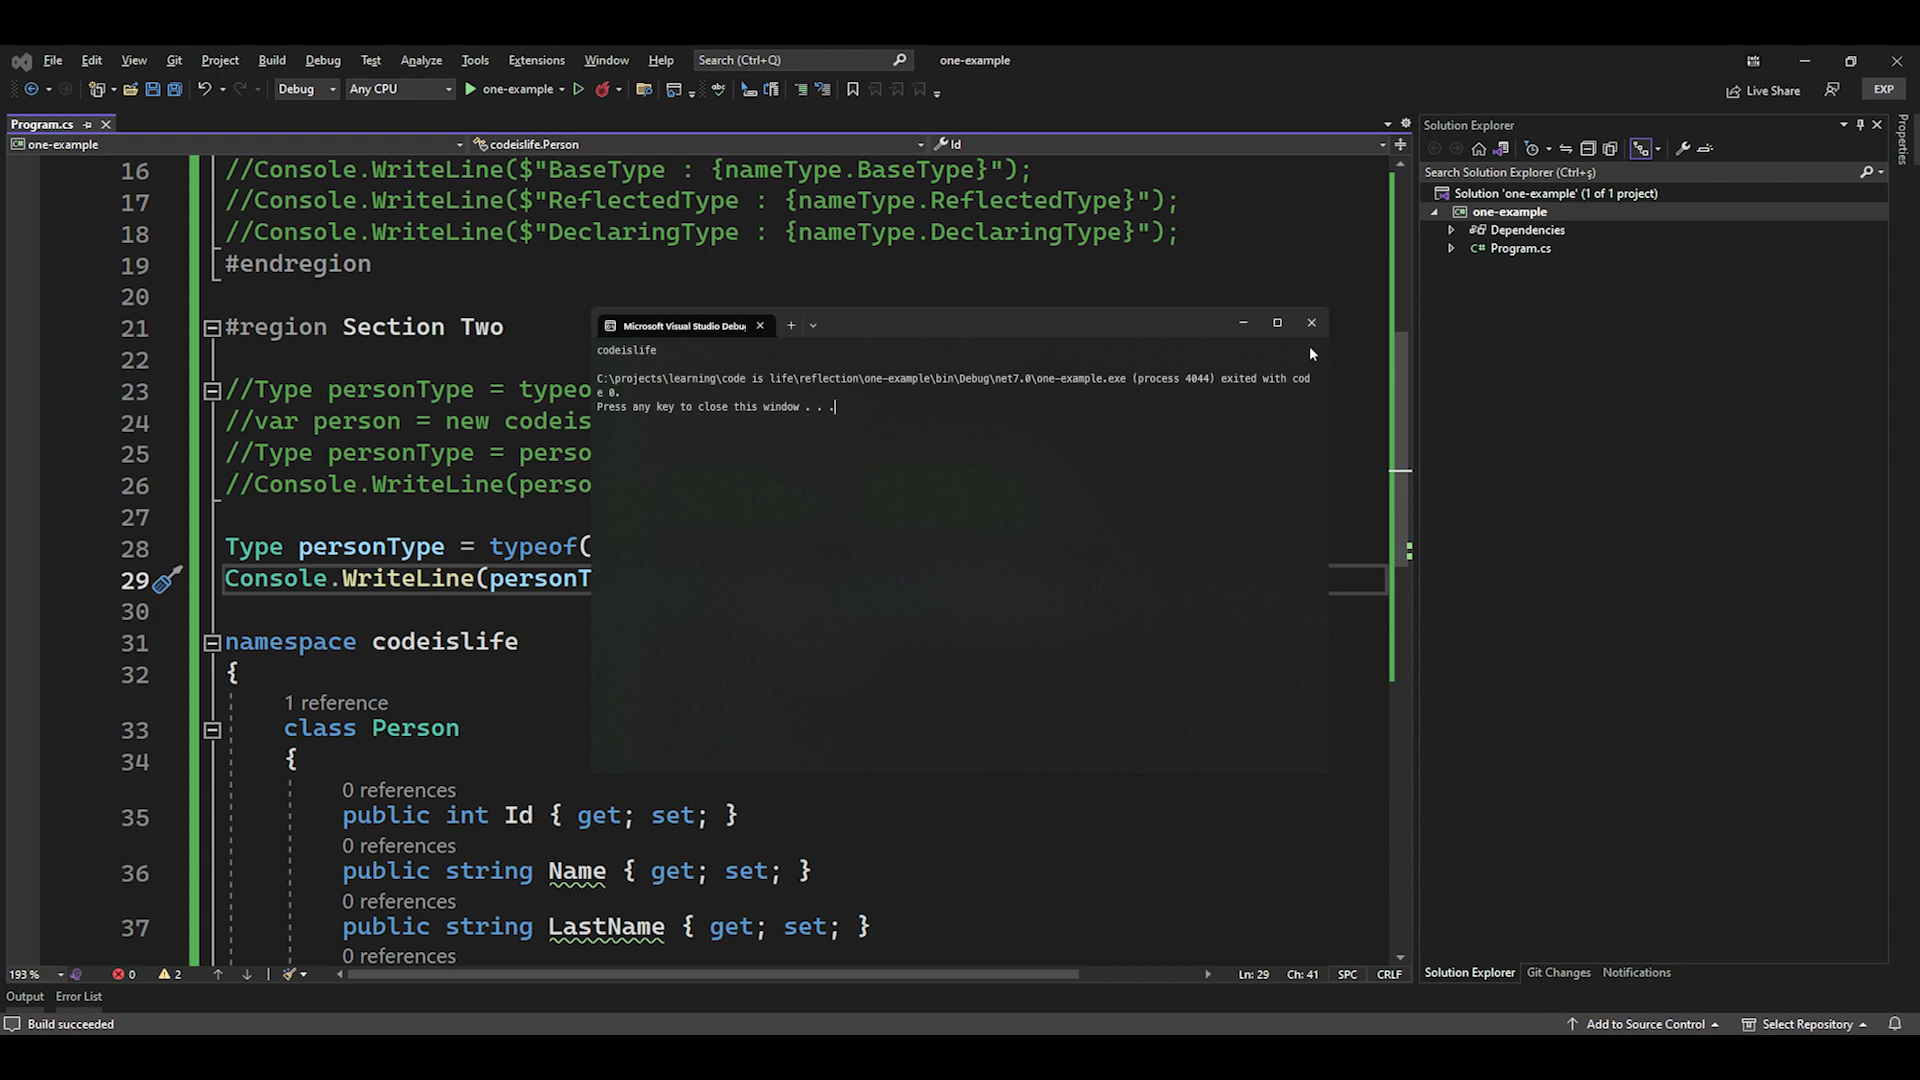 File Edit View Git Project Build Debug Test Analyze Tools Extensions Window Help Search (Ctrl+Q) one-example
Debug Any CPU one-example Live Share EXP
Program.cs
one-example codeislife.Person Id
16 //Console.WriteLine($"BaseType : {nameType.BaseType}");
17 //Console.WriteLine($"ReflectedType : {nameType.ReflectedType}");
18 //Console.WriteLine($"DeclaringType : {nameType.DeclaringType}");
19 #endregion
20
21 #region Section Two
22
23 //Type personType = typeo
24 //var person = new codeis
25 //Type personType = perso
26 //Console.WriteLine(perso
27
28 Type personType = typeof(
29 Console.WriteLine(personT
30
31 namespace codeislife
32 {
1 reference
33 class Person
34 {
0 references
35 public int Id { get; set; }
0 references
36 public string Name { get; set; }
0 references
37 public string LastName { get; set; }
0 references
Microsoft Visual Studio Debu
codeislife
C:\projects\learning\code is life\reflection\one-example\bin\Debug\net7.0\one-example.exe (process 4044) exited with cod
e 0.
Press any key to close this window . . .
Solution Explorer
Search Solution Explorer (Ctrl+ş)
Solution 'one-example' (1 of 1 project)
one-example
Dependencies
C# Program.cs
Properties
193 % 0 2 Ln: 29 Ch: 41 SPC CRLF
Solution Explorer Git Changes Notifications
Output Error List
Build succeeded Add to Source Control Select Repository